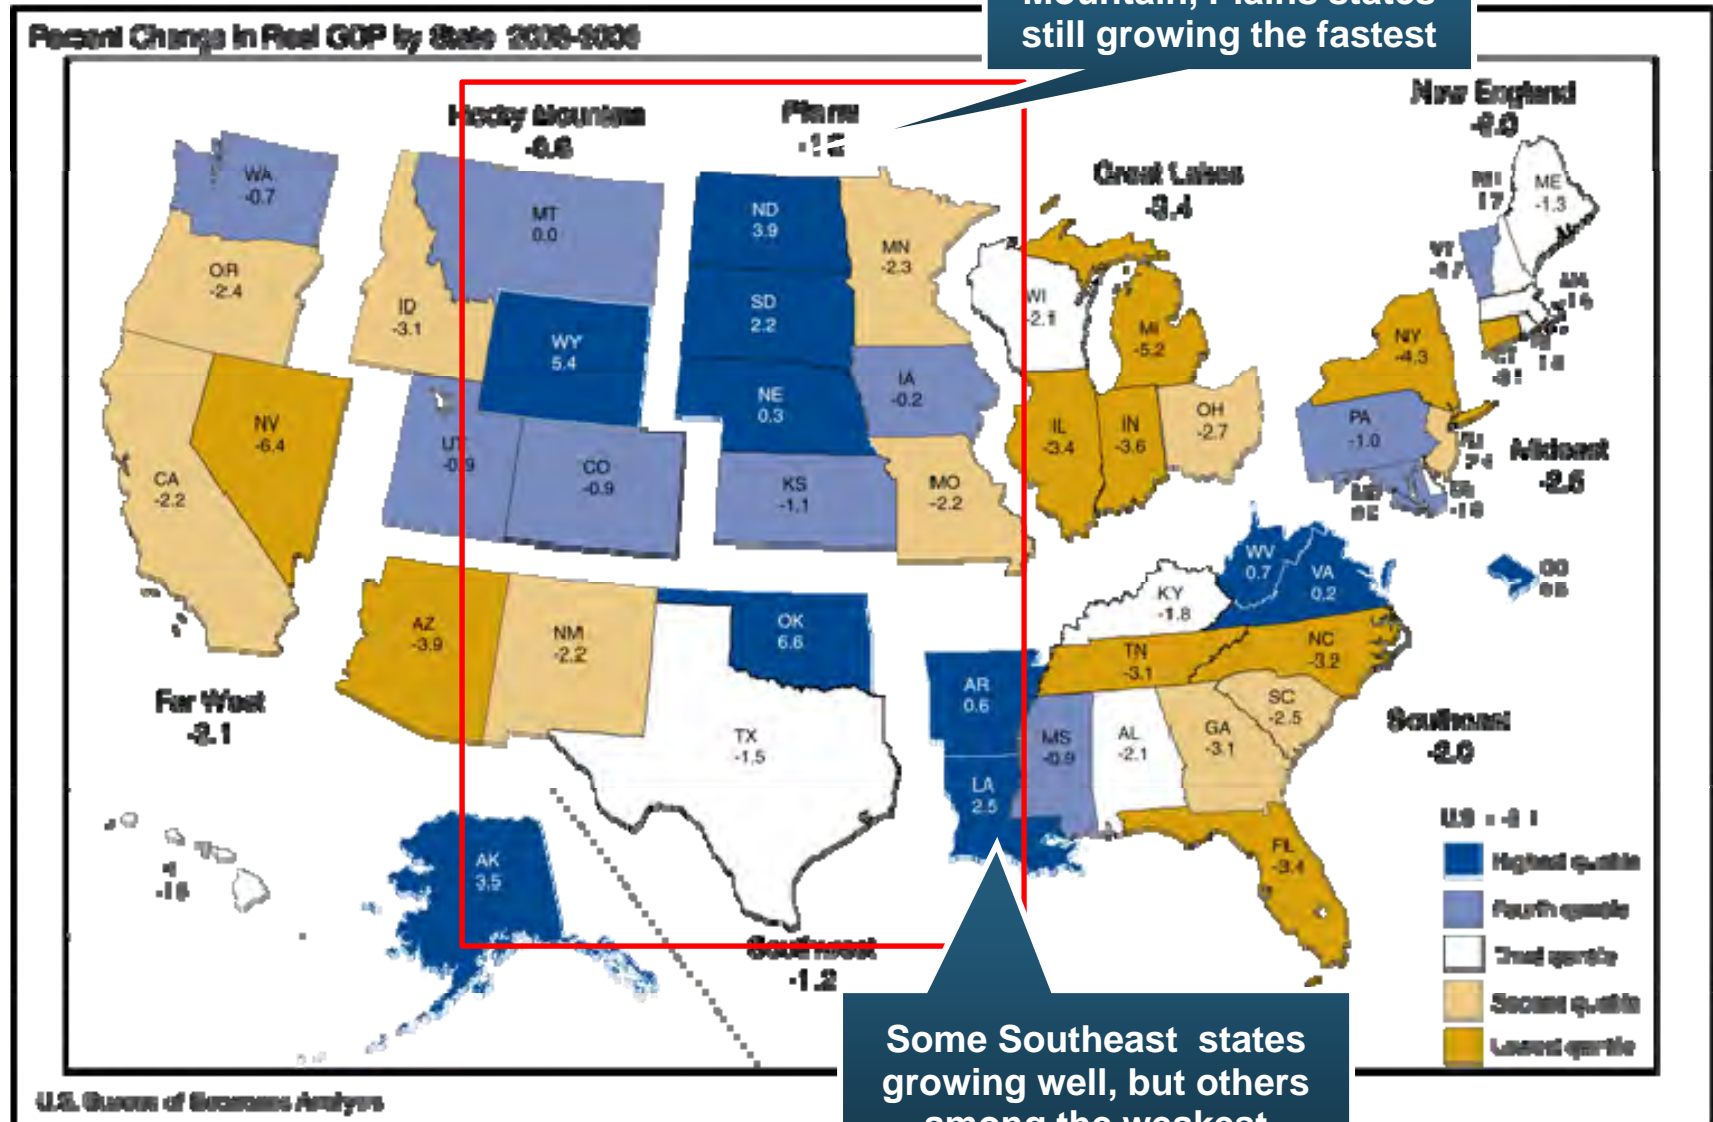 Mountain, Plains states
still growing the fastest
Percent Change in Real GDP by State
Rocky Mountain
Plains
New England
Great Lakes
-3.4
WA
-0.7
MT
0.0
ND
3.9
MN
-2.3
ME
-1.3
OR
-2.4
ID
-3.1
WY
5.4
SD
2.2
WI
-2.1
MI
-5.2
NY
-4.3
NV
-6.4
UT
-0.9
CO
-0.9
NE
0.3
IA
-0.2
IL
-3.4
IN
-3.6
OH
-2.7
PA
-1.0
Mideast
CA
-2.2
KS
-1.1
MO
-2.2
WV
0.7
VA
0.2
KY
-1.8
AZ
-3.9
NM
-2.2
OK
6.6
TN
-3.1
NC
-3.2
Far West
AR
0.6
SC
-2.5
Southeast
TX
-1.5
MS
-0.9
AL
-2.1
GA
-3.1
LA
2.5
FL
-3.4
AK
3.5
Southwest
-1.2
Highest quintile
Fourth quintile
Third quintile
Second quintile
Lowest quintile
Some Southeast states
growing well, but others
among the weakest
U.S. Bureau of Economic Analysis